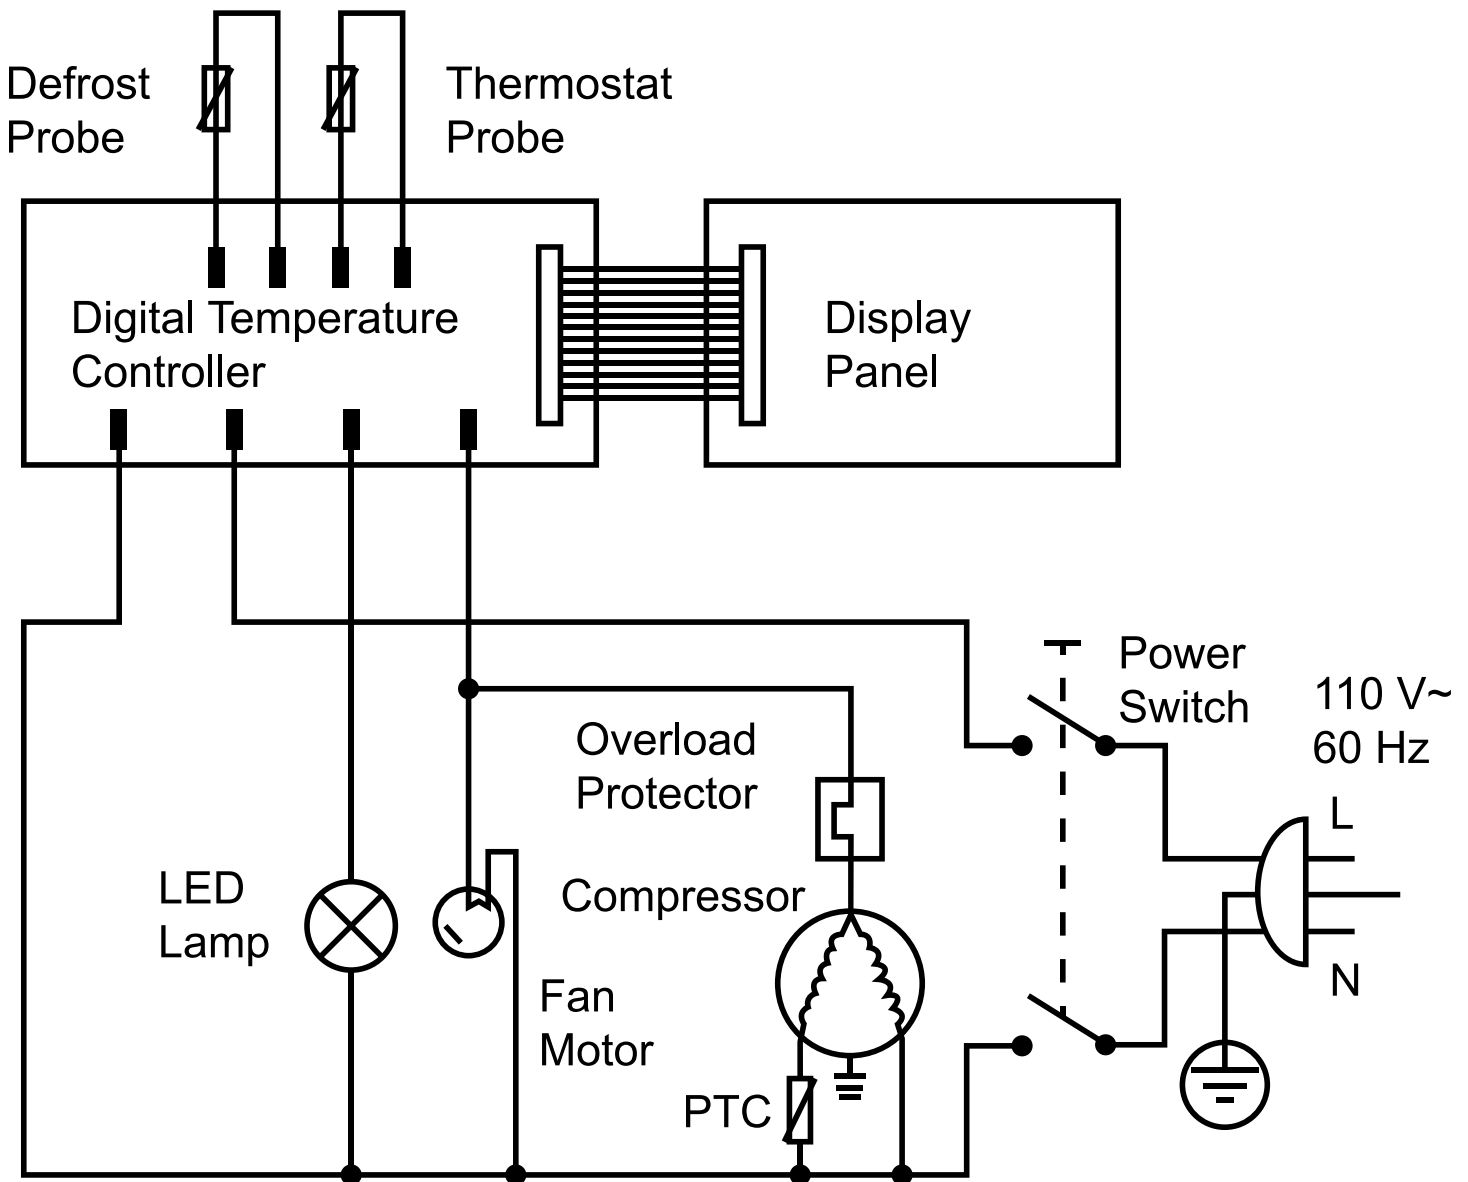 Defrost
Probe
Thermostat
Probe
Digital Temperature
Controller
Display
Panel
Power
Switch
110 V~
60 Hz
Overload
Protector
L
LED
Lamp
Compressor
Fan
Motor
N
PTC